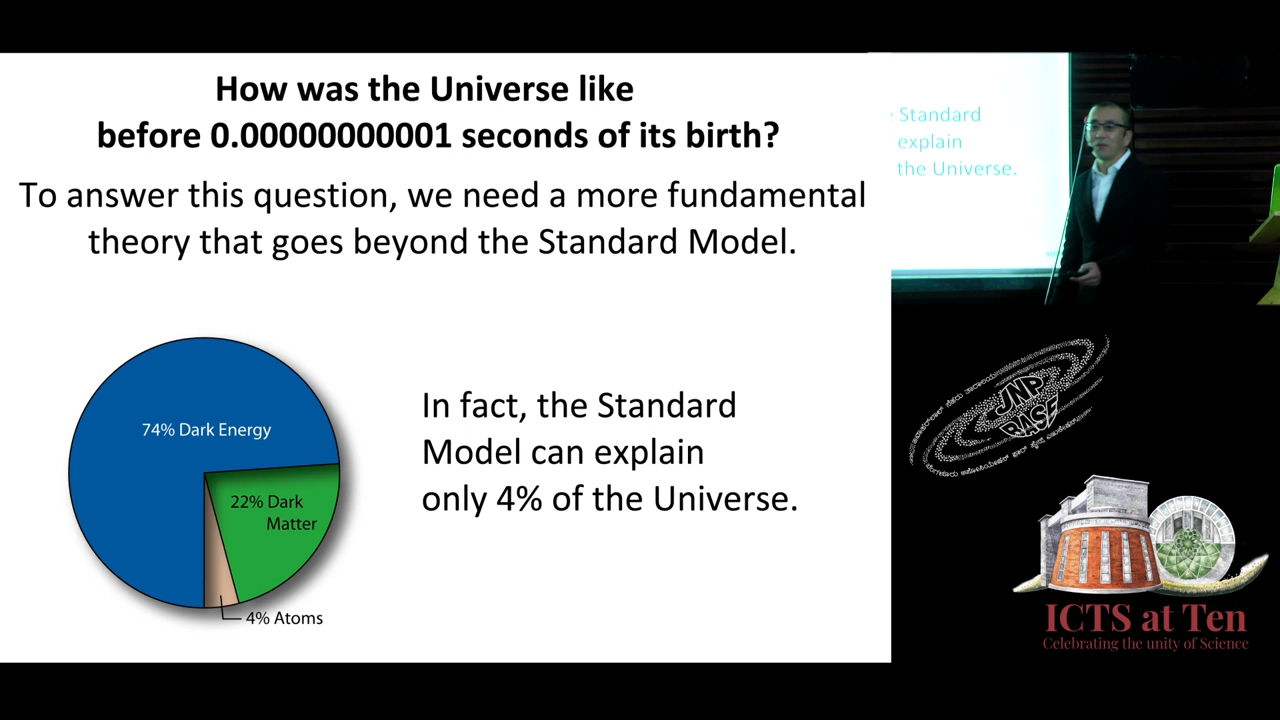 How was the Universe like
before 0.00000000001 seconds of its birth?
To answer this question, we need a more fundamental
theory that goes beyond the Standard Model.
74% Dark Energy
22% Dark
Matter
4% Atoms
In fact, the Standard
Model can explain
only 4% of the Universe.
Standard
explain
the Universe.
JNP
BASE
ICTS at Ten
Celebrating the unity of Science